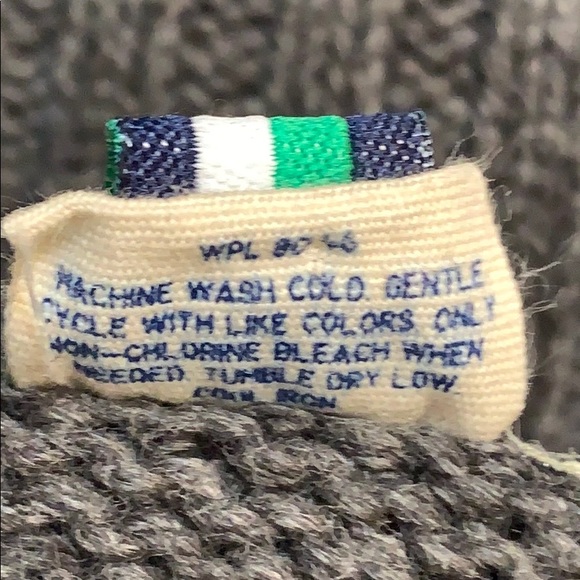 WPL
MACHINE WASH COLD. GENTLE
CYCLE WITH LIKE COLORS. ONLY
NON-CHLORINE BLEACH WHEN
NEEDED. TUMBLE DRY LOW.
COOL IRON